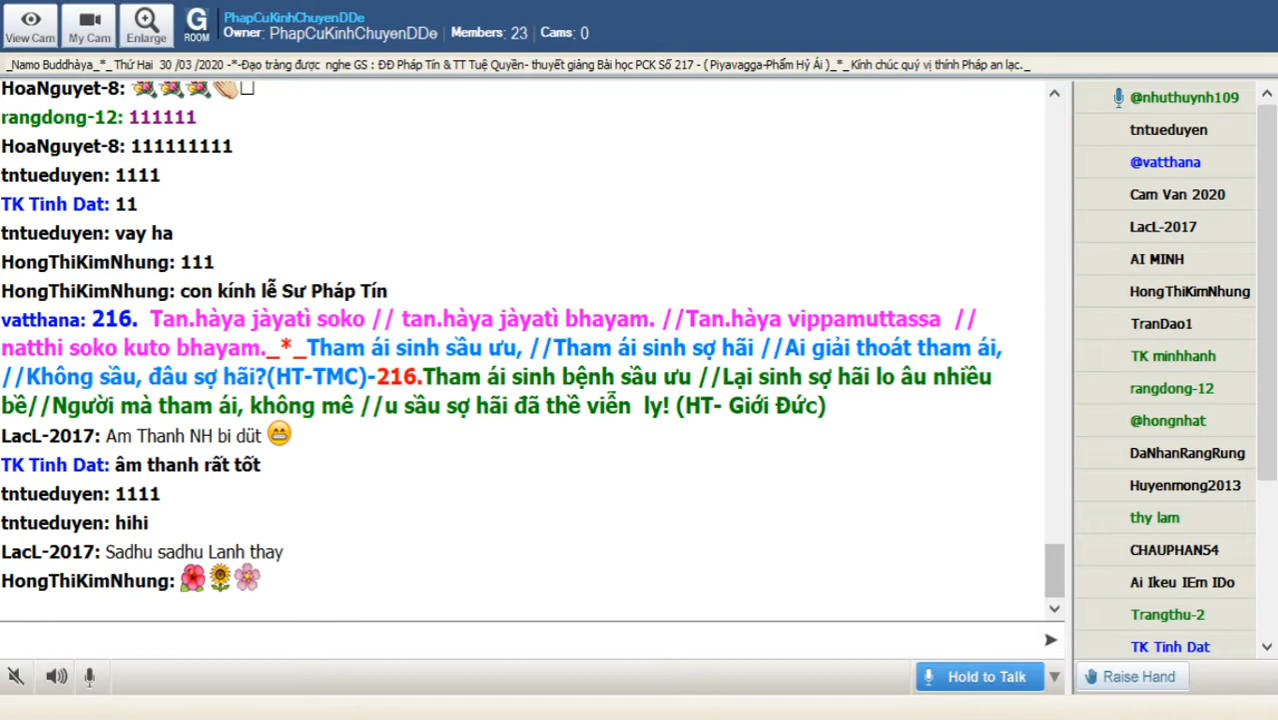 View Cam
My Cam
Enlarge
G
ROOM
PhapCuKinhChuyenDDe
Owner: PhapCuKinhChuyenDDe Members: 23 Cams: 0
_Namo Buddhàya_*_ Thứ Hai 30 /03 /2020 -*-Đạo tràng được nghe GS : ĐĐ Pháp Tín & TT Tuệ Quyền- thuyết giảng Bài học PCK Số 217 - ( Piyavagga-Phẩm Hỷ Ái )_*_ Kính chúc quý vị thính Pháp an lạc._
HoaNguyet-8:
rangdong-12: 111111
HoaNguyet-8: 111111111
tntueduyen: 1111
TK Tinh Dat: 11
tntueduyen: vay ha
HongThiKimNhung: 111
HongThiKimNhung: con kính lễ Sư Pháp Tín
vatthana: 216. Tan.hàya jàyatì soko // tan.hàya jàyatì bhayam. //Tan.hàya vippamuttassa //
natthi soko kuto bhayam._*_Tham ái sinh sầu ưu, //Tham ái sinh sợ hãi //Ai giải thoát tham ái,
//Không sầu, đâu sợ hãi?(HT-TMC)-216.Tham ái sinh bệnh sầu ưu //Lại sinh sợ hãi lo âu nhiều
bề//Người mà tham ái, không mê //u sầu sợ hãi đã thề viễn ly! (HT- Giới Đức)
LacL-2017: Am Thanh NH bi düt 😁
TK Tinh Dat: âm thanh rất tốt
tntueduyen: 1111
tntueduyen: hihi
LacL-2017: Sadhu sadhu Lanh thay
HongThiKimNhung: 🌺🌻🌸
@nhuthuynh109
tntueduyen
@vatthana
Cam Van 2020
LacL-2017
AI MINH
HongThiKimNhung
TranDao1
TK minhhanh
rangdong-12
@hongnhat
DaNhanRangRung
Huyenmong2013
thy lam
CHAUPHAN54
Ai Ikeu IEm IDo
Trangthu-2
TK Tinh Dat
Hold to Talk
Raise Hand